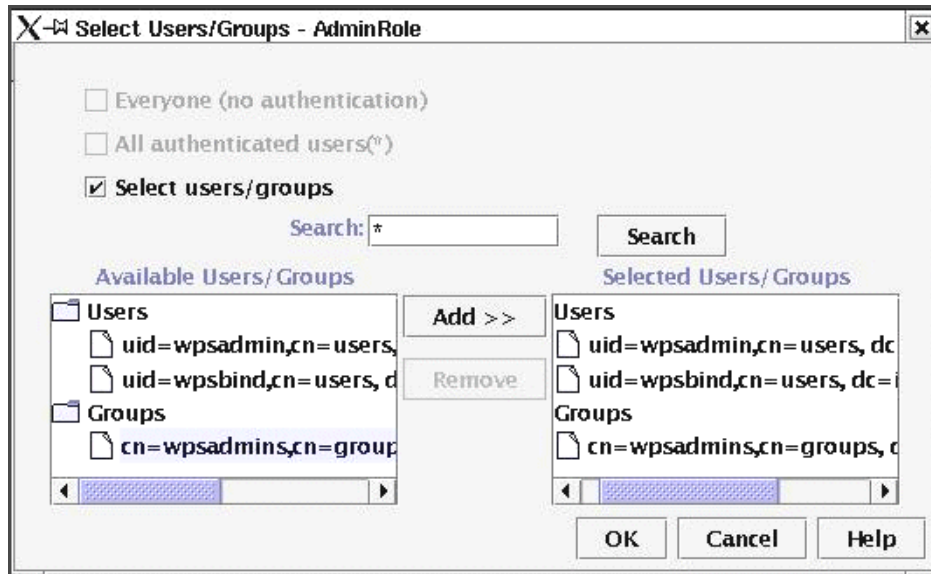 Select Users/Groups - AdminRole
Everyone (no authentication)
All authenticated users(*)
Select users/groups
Search: *
Search
Available Users/Groups
Selected Users/Groups
Users
uid=wpsadmin,cn=users,
uid=wpsbind,cn=users, d
Groups
cn=wpsadmins,cn=group
Add >>
Remove
Users
uid=wpsadmin,cn=users, dc
uid=wpsbind,cn=users, dc=i
Groups
cn=wpsadmins,cn=groups, d
OK
Cancel
Help